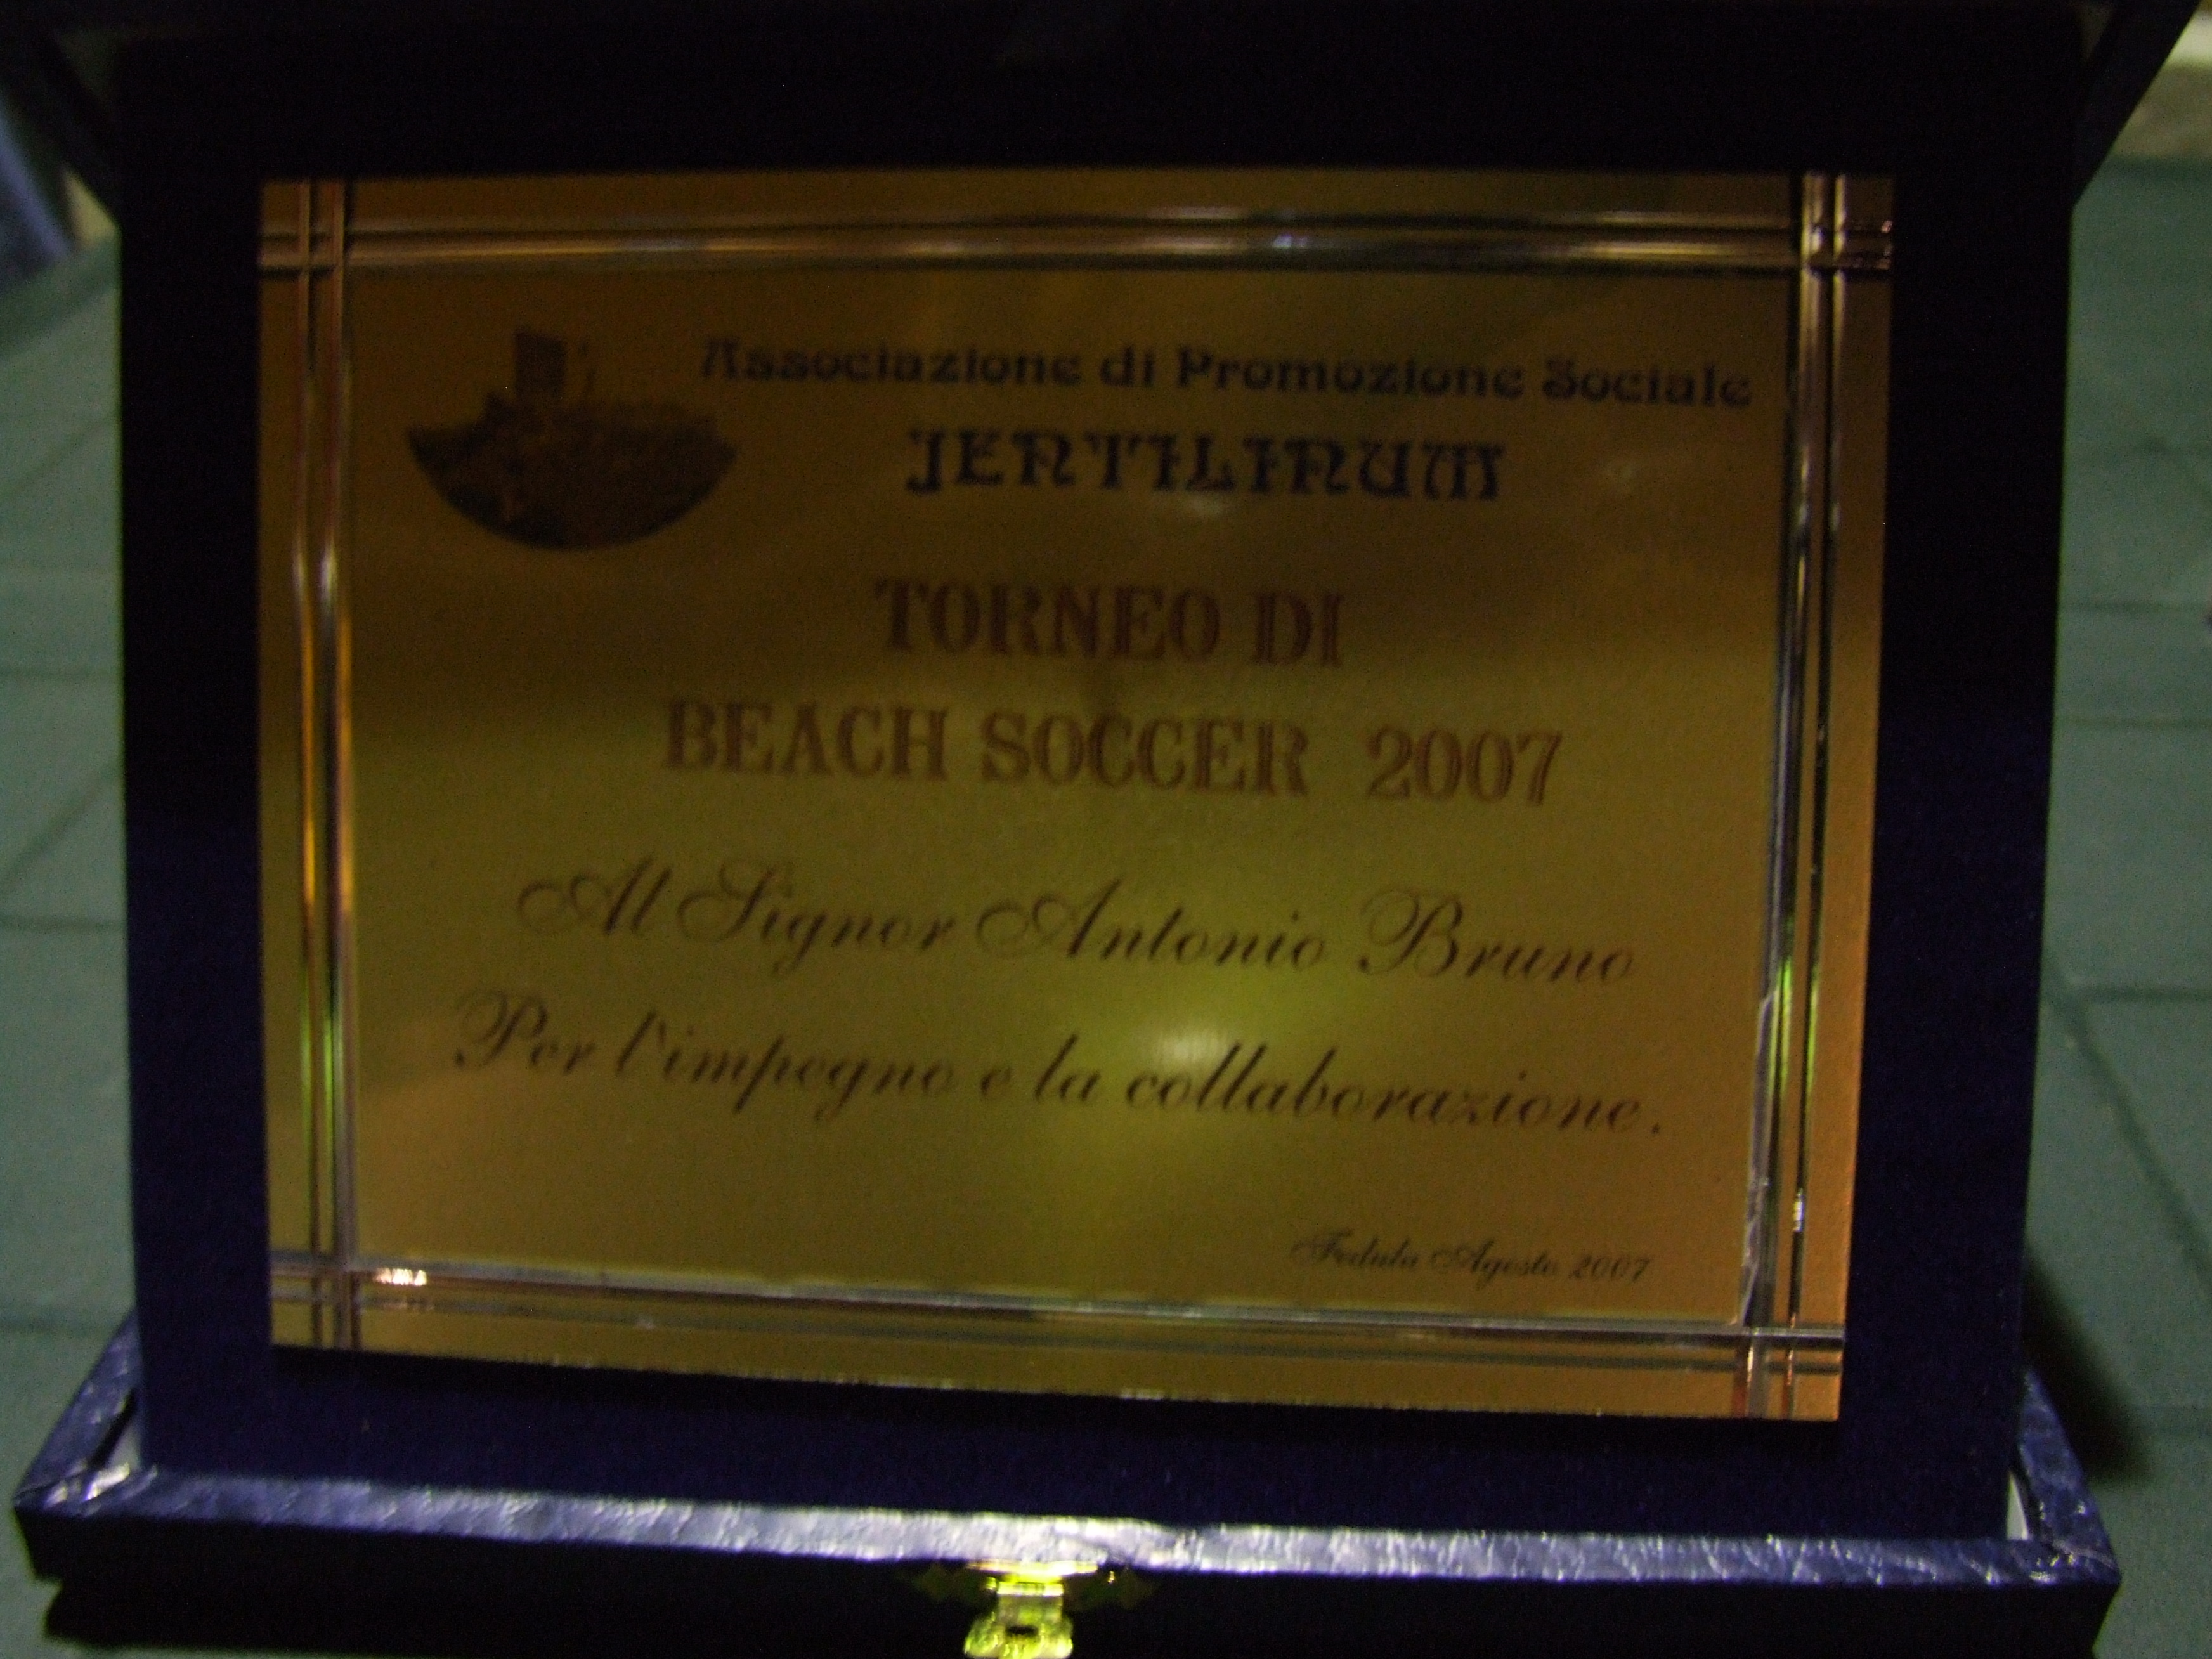 Associazione di Promozione Sociale
JENTILINUM
TORNEO DI
BEACH SOCCER 2007
Al Signor Antonio Bruno
Per l'impegno e la collaborazione.
Fedula Agosto 2007